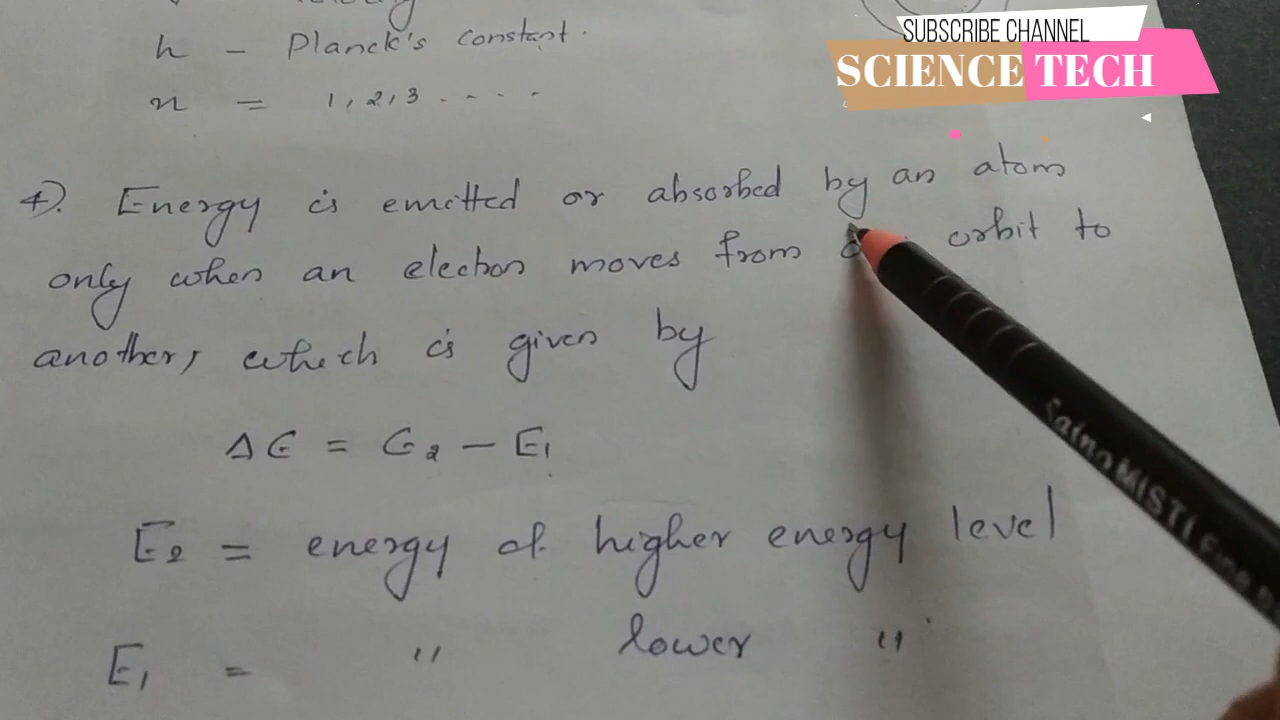 SUBSCRIBE CHANNEL
SCIENCE TECH
h - Planck's constant.
n = 1, 2, 3 . - - -
4). Energy is emitted or absorbed by an atom
only when an electron moves from orbit to
another, which is given by
ΔE = E₂ - E₁
E₂ = energy of higher energy level
E₁ = " lower "